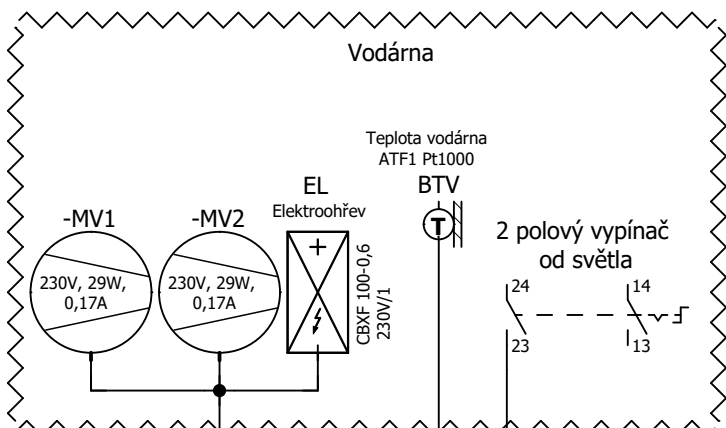 Vodárna
Teplota vodárna
ATF1 Pt1000
BTV
T
EL
Elektroohřev
-MV1
-MV2
230V, 29W,
0,17A
230V, 29W,
0,17A
+
CBXF 100-0,6
230V/1
2 polový vypínač
od světla
24
14
23
13